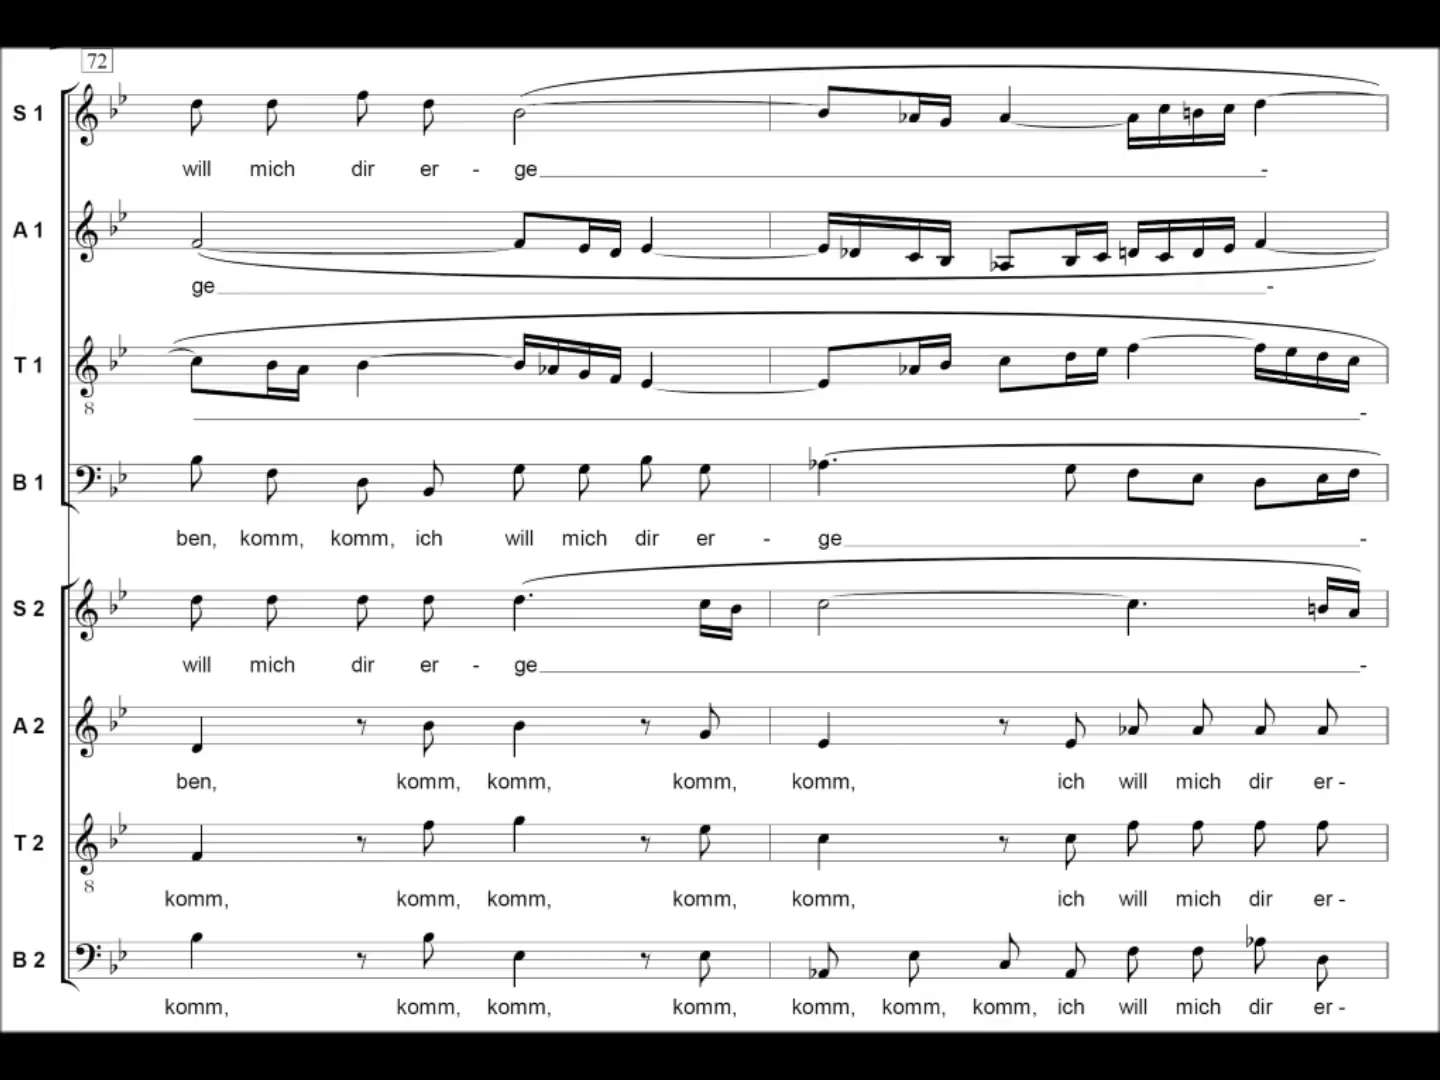 72
S 1
will mich dir er - ge -
A 1
ge -
T 1
8
-
B 1
ben, komm, komm, ich will mich dir er - ge -
S 2
will mich dir er - ge -
A 2
ben, komm, komm, komm, komm, ich will mich dir er -
T 2
8
komm, komm, komm, komm, komm, ich will mich dir er -
B 2
komm, komm, komm, komm, komm, komm, komm, ich will mich dir er -